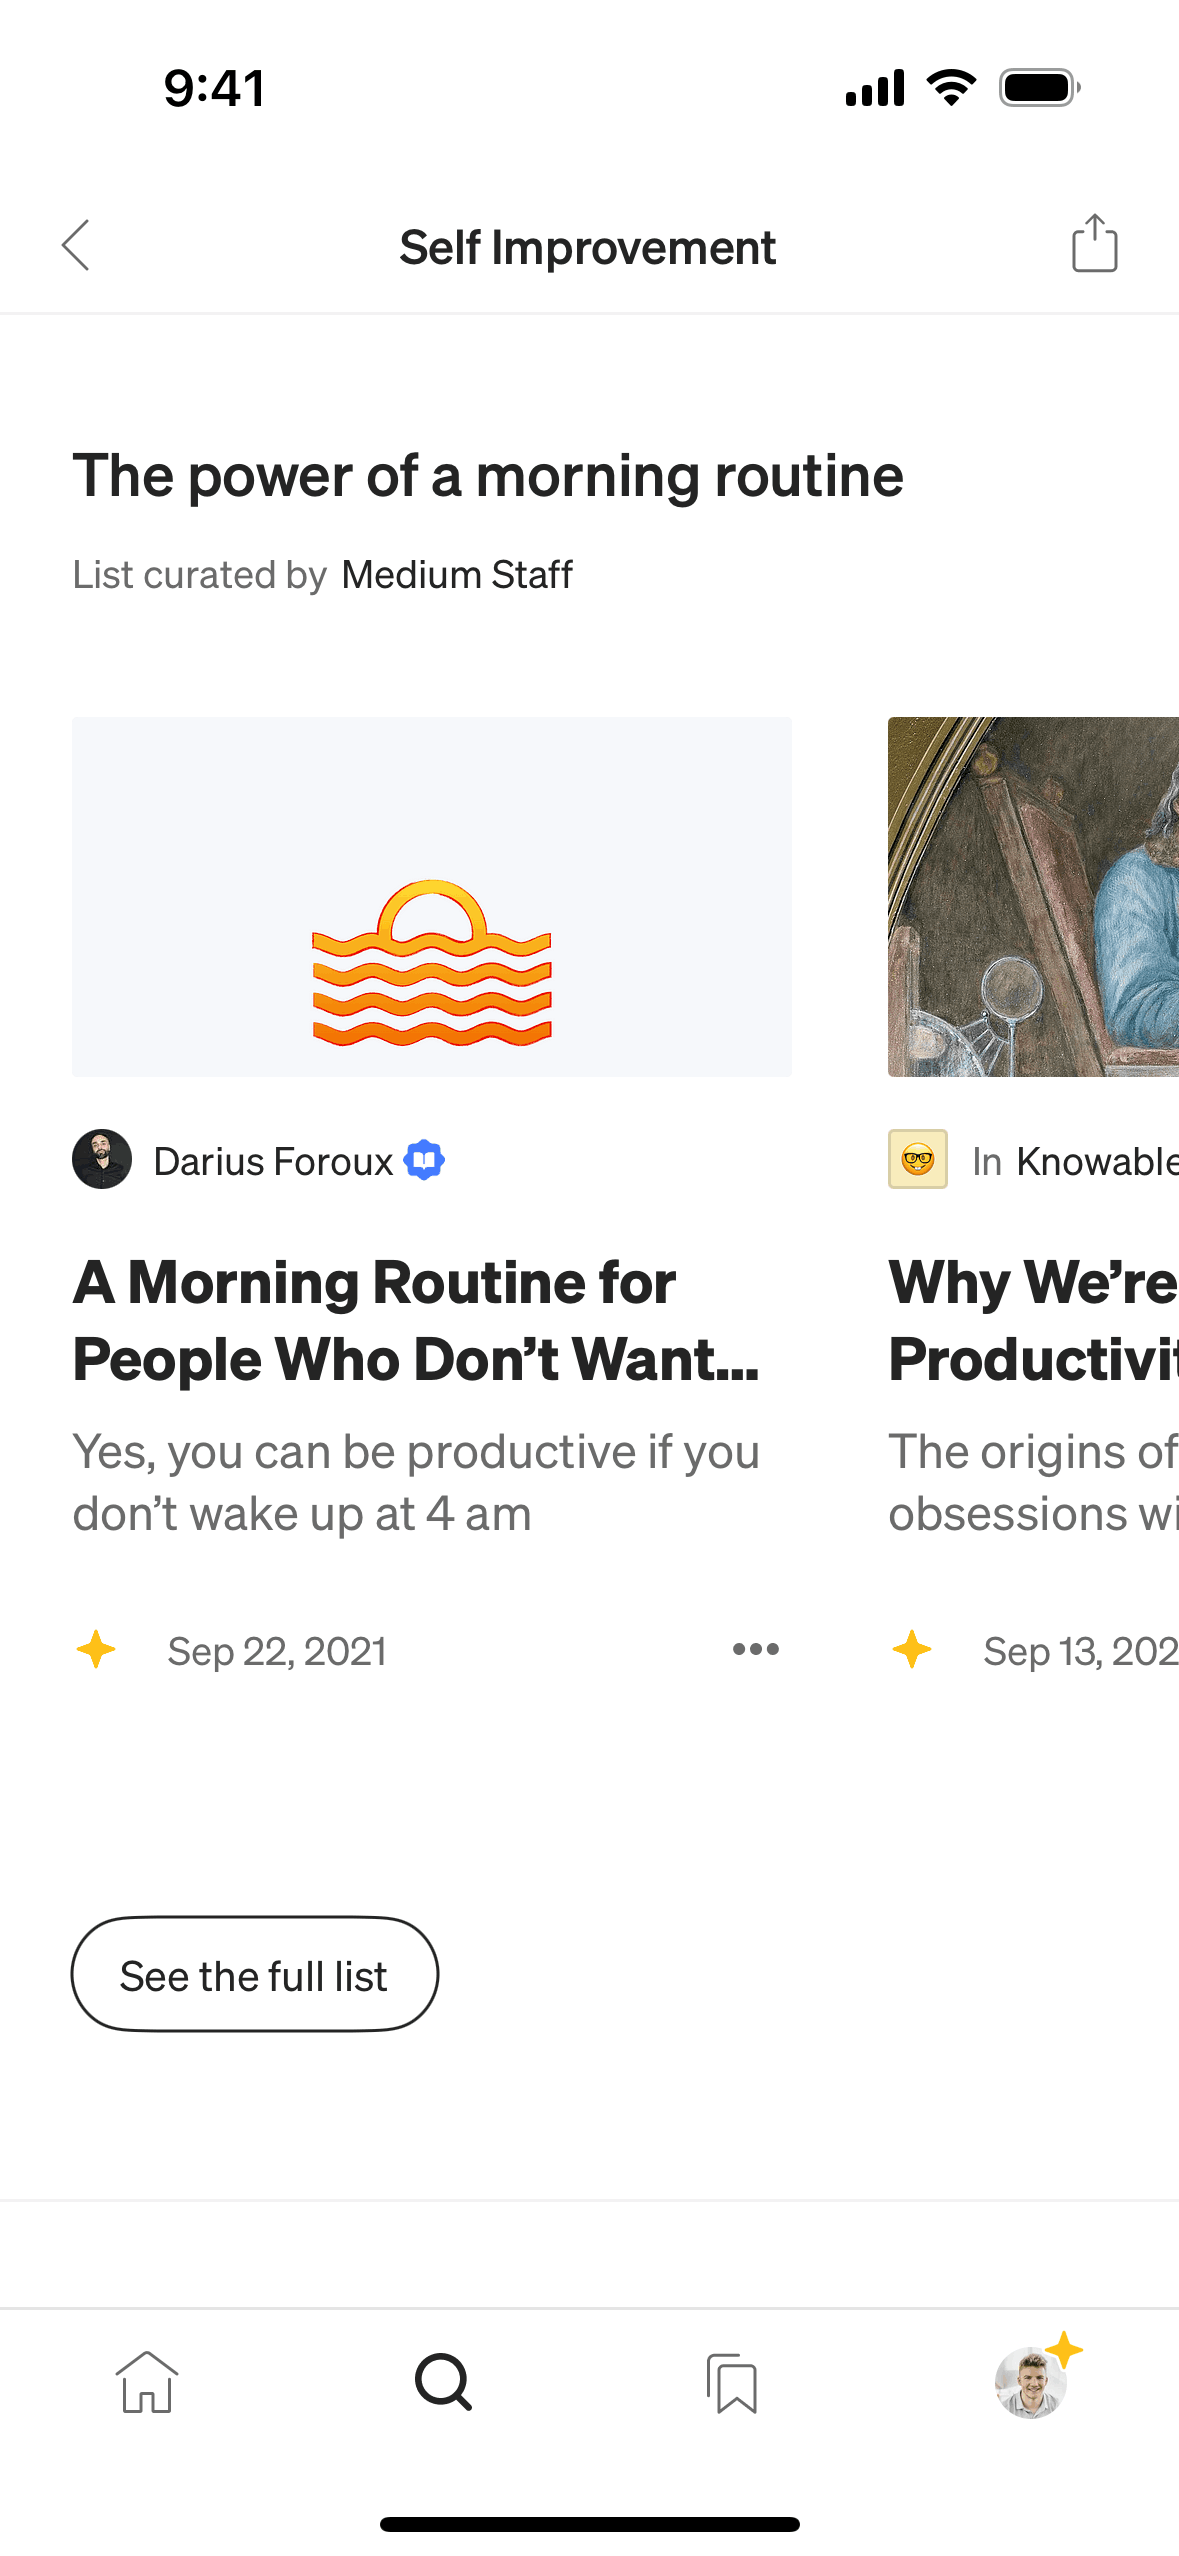 9:41
Self Improvement
The power of a morning routine
List curated by Medium Staff
Darius Foroux
A Morning Routine for
People Who Don’t Want...
Yes, you can be productive if you
don’t wake up at 4 am
Sep 22, 2021
In Knowable
Why We’re
Productivit
The origins of
obsessions wi
Sep 13, 202
See the full list